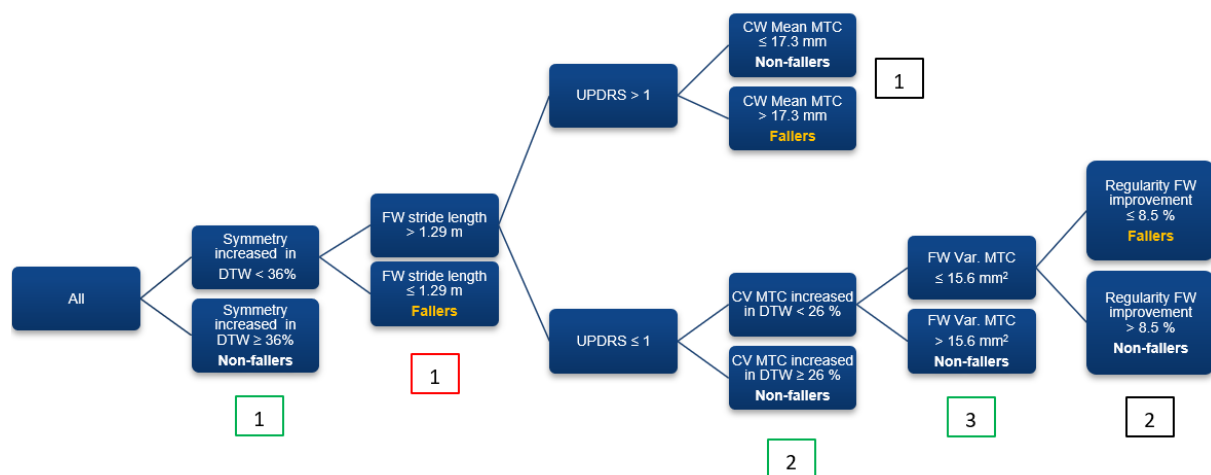 All
Symmetry
increased in
DTW < 36%
Symmetry
increased in
DTW ≥ 36%
Non-fallers
1
FW stride length
> 1.29 m
FW stride length
≤ 1.29 m
Fallers
1
UPDRS > 1
UPDRS ≤ 1
CW Mean MTC
≤ 17.3 mm
Non-fallers
CW Mean MTC
> 17.3 mm
Fallers
1
CV MTC increased
in DTW < 26 %
CV MTC increased
in DTW ≥ 26 %
Non-fallers
2
FW Var. MTC
≤ 15.6 mm²
FW Var. MTC
> 15.6 mm²
Non-fallers
3
Regularity FW
improvement
≤ 8.5 %
Fallers
Regularity FW
improvement
> 8.5 %
Non-fallers
2